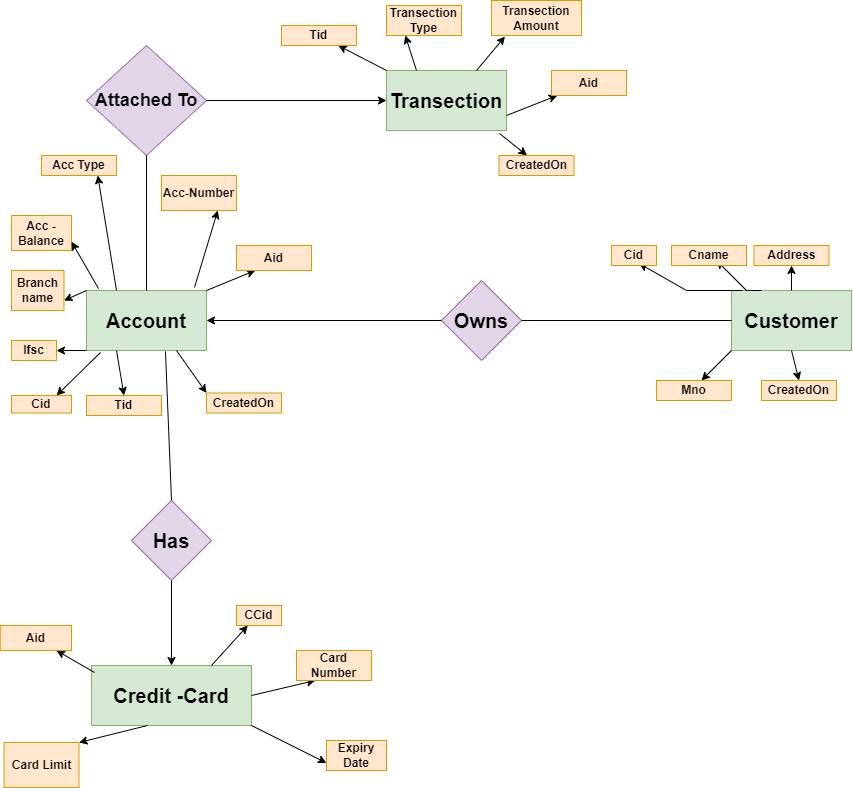 Transection
Type
Transection
Amount
Tid
Aid
Attached To
Transection
CreatedOn
Acc Type
Acc-Number
Acc -
Balance
Aid
Branch
name
Cid
Cname
Address
Account
Owns
Customer
Ifsc
Mno
CreatedOn
Cid
Tid
CreatedOn
Has
CCid
Aid
Card
Number
Credit -Card
Card Limit
Expiry
Date